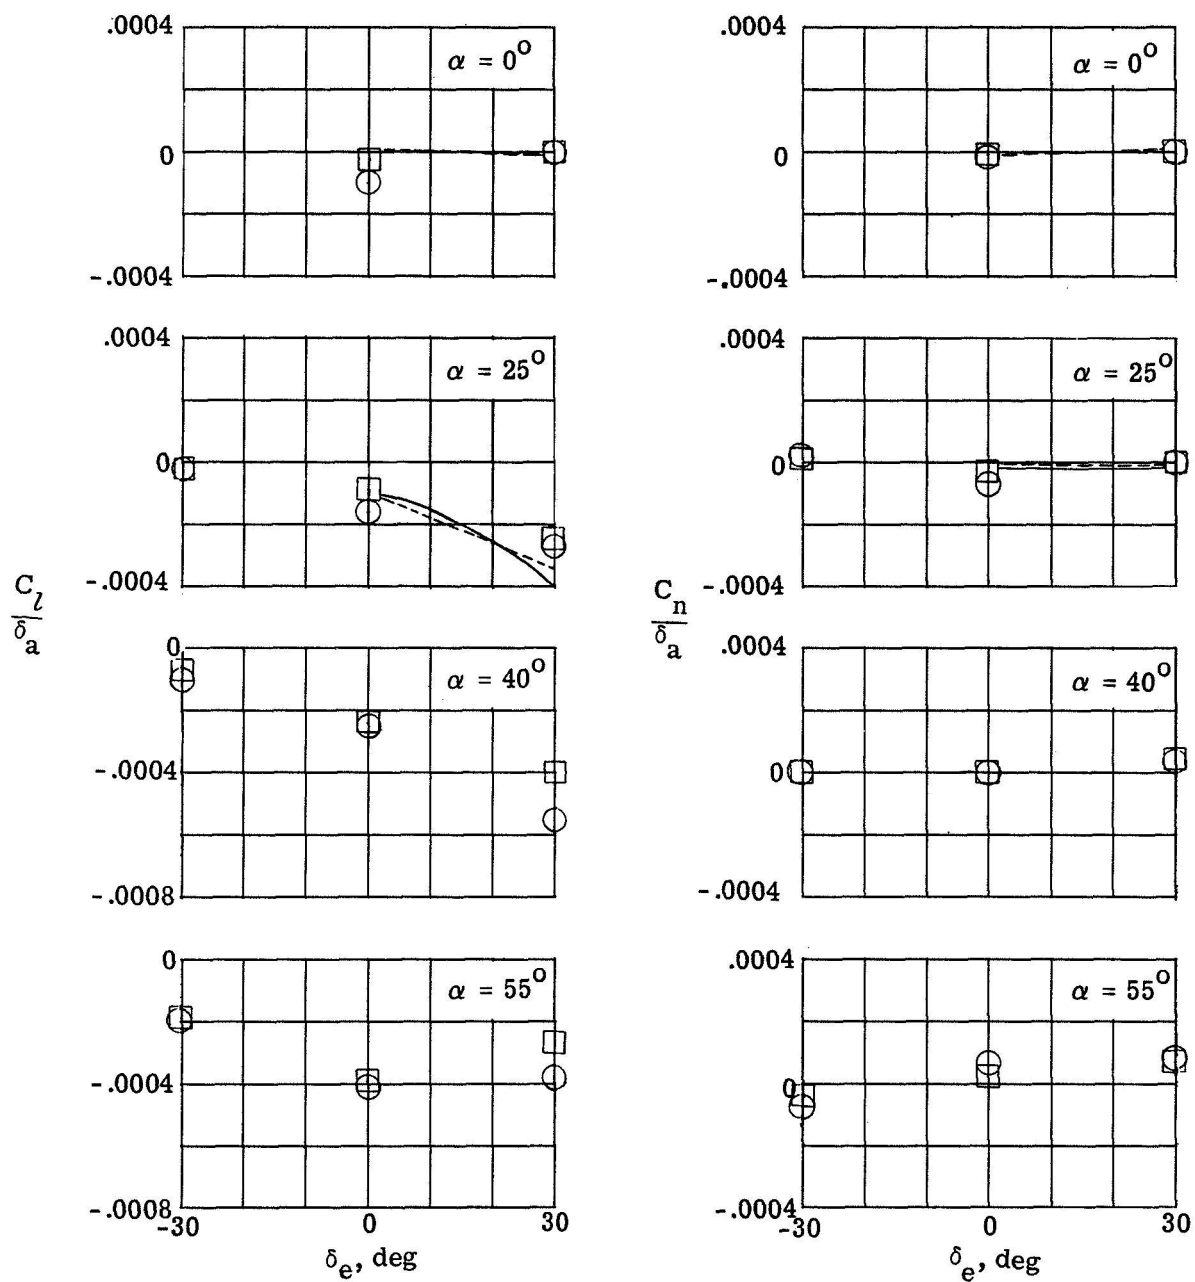 .0004
α = 0°
0
-.0004
.0004
α = 25°
0
-.0004
C_l
δ_a
0
α = 40°
-.0004
-.0008
0
α = 55°
-.0004
-.0008
-30
0
30
δ_e, deg
.0004
α = 0°
0
-.0004
.0004
α = 25°
0
-.0004
C_n
δ_a
.0004
α = 40°
0
-.0004
.0004
α = 55°
0
-.0004
-30
0
30
δ_e, deg